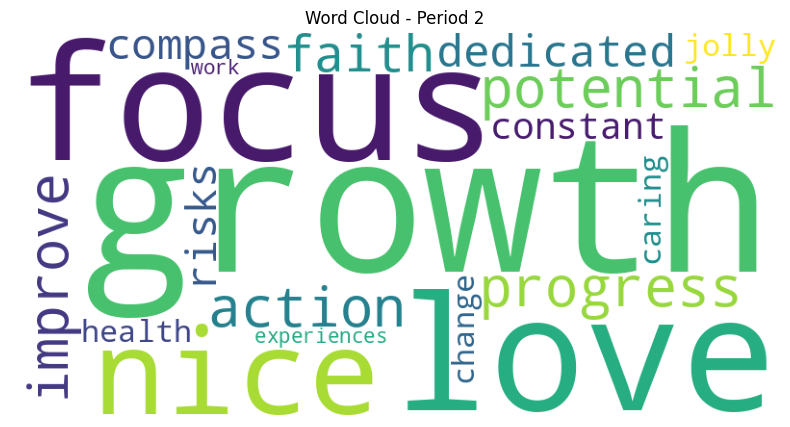 Word Cloud - Period 2
compass
faith
dedicated
jolly
work
focus
potential
constant
growth
improve
risks
caring
action
progress
health
experiences
change
nice
love